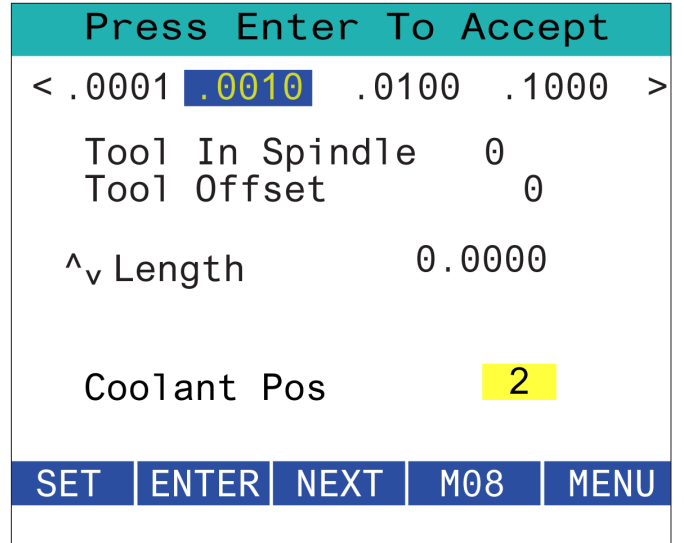 Press Enter To Accept
< .0001 .0010 .0100 .1000 >
Tool In Spindle 0
Tool Offset 0
^v Length 0.0000
Coolant Pos 2
SET ENTER NEXT M08 MENU